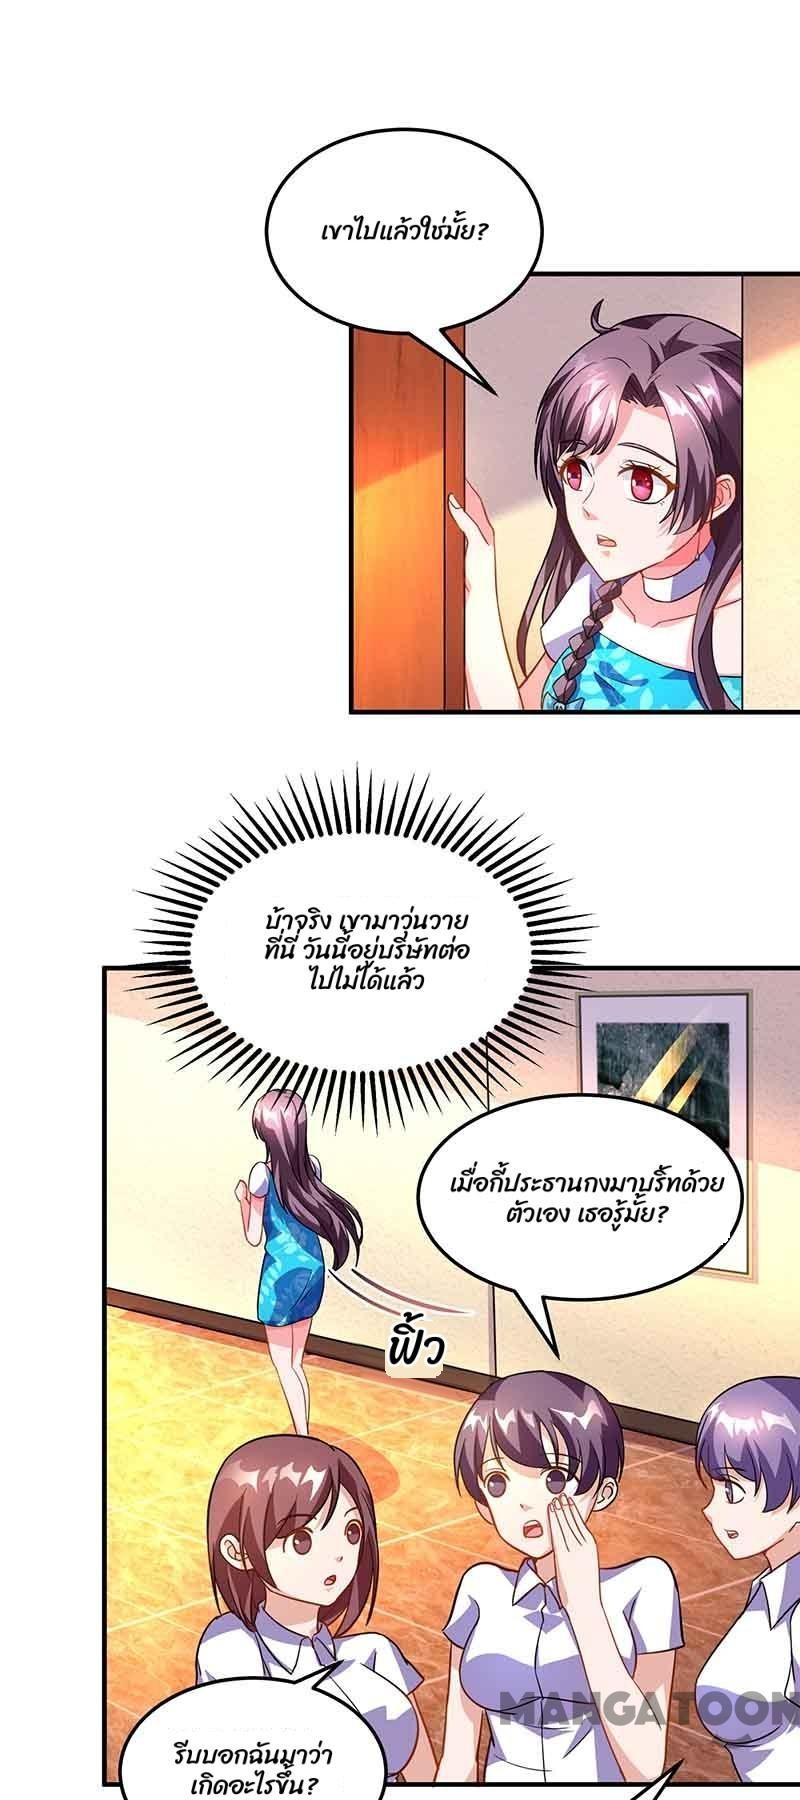 เขาไปแล้วใช่มั้ย?
บ้าจริง เขามาวุ่นวาย
ที่นี่ วันนี้อยู่บริษัทต่อ
ไปไม่ได้แล้ว
เมื่อกี้ประธานกงมาบริ์ทด้วย
ตัวเอง เธอรู้มั้ย?
ฟิ้ว
MANGATOON
รีบบอกฉันมาว่า
เกิดอะไรขึ้น?